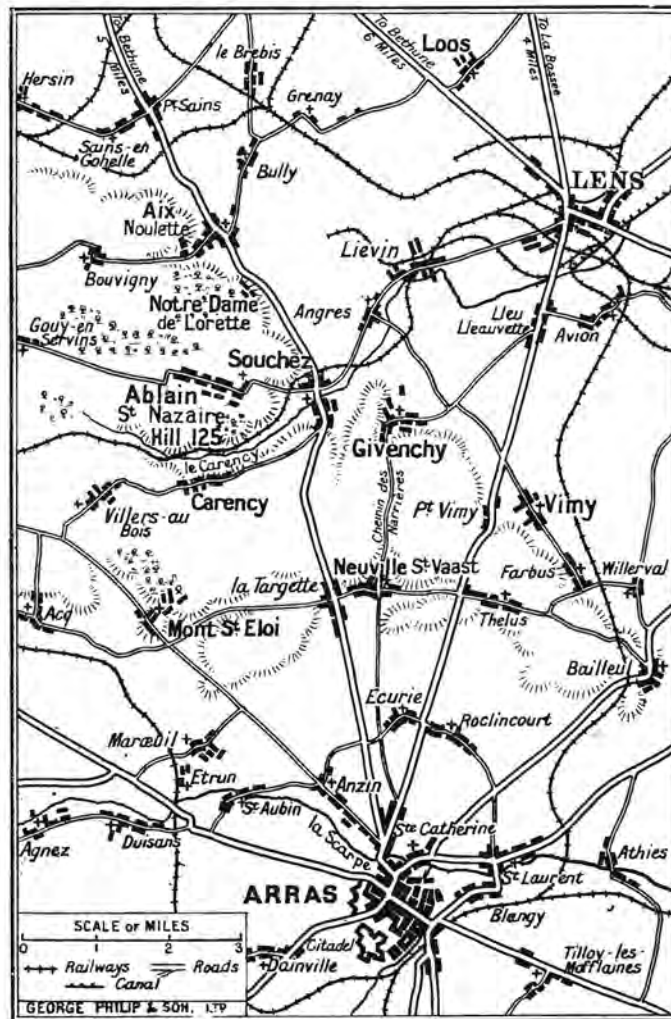 To Bethune
5 Miles
le Brebis
To Bethune
6 Miles
Loos
To La Bassée
4 Miles
Hersin
Pt Sains
Grenay
Sains-en
Gohelle
Bully
LENS
Aix
Noulette
Lievin
Bouvigny
Notre Dame
de Lorette
Angres
Lieu
Lieauvette
Avion
Gouy-en
Servins
Souchez
Ablain
St Nazaire
Hill 125
Givenchy
le Carency
Carency
Chemin des
Narrières
Pt Vimy
Vimy
Villers-au
Bois
Neuville St Vaast
Farbus
Willerval
la Targette
Acq
Mont St Eloi
Thelus
Bailleul
Ecurie
Roclincourt
Marœuil
Etrun
Anzin
St Aubin
la Scarpe
Ste Catherine
Agnez
Duisans
Athies
St Laurent
ARRAS
Blangy
SCALE OF MILES
0 1 2 3
Citadel
Railways Roads
Canal
Dainville
Tilloy-les-
Mofflaines
GEORGE PHILIP & SON, LTD